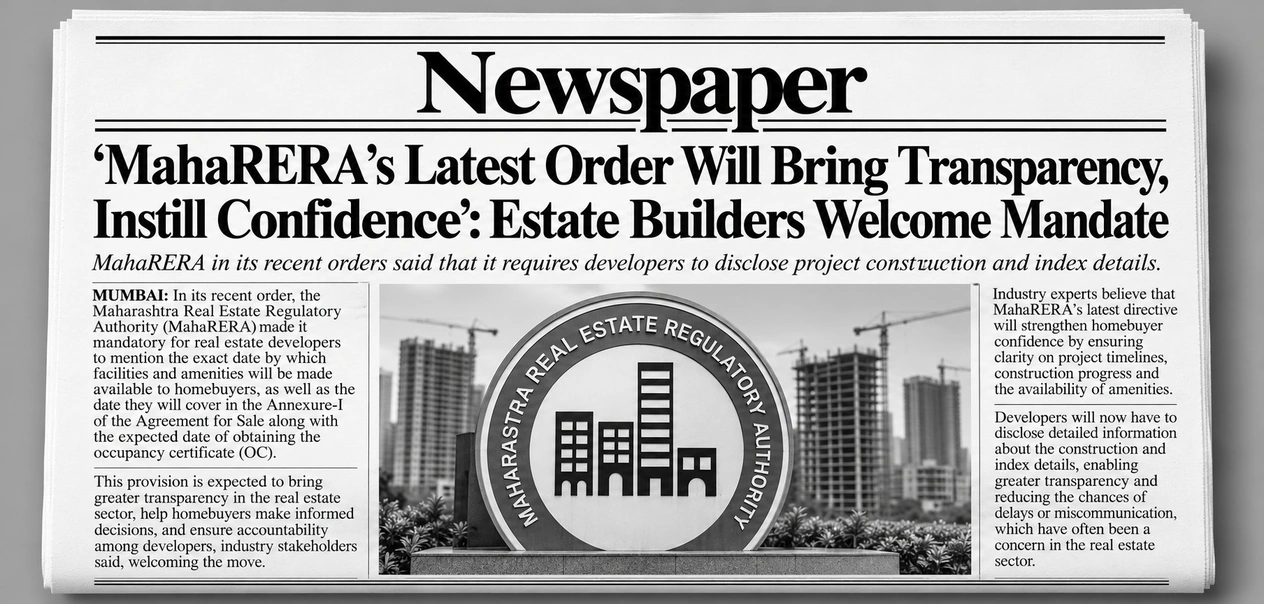 Newspaper
‘MahaRERA’s Latest Order Will Bring Transparency,
Instill Confidence’: Estate Builders Welcome Mandate
MahaRERA in its recent orders said that it requires developers to disclose project construction and index details.
MUMBAI: In its recent order, the
Maharashtra Real Estate Regulatory
Authority (MahaRERA) made it
mandatory for real estate developers
to mention the exact date by which
facilities and amenities will be made
available to homebuyers, as well as the
date they will cover in the Annexure-I
of the Agreement for Sale along with
the expected date of obtaining the
occupancy certificate (OC).
This provision is expected to bring
greater transparency in the real estate
sector, help homebuyers make informed
decisions, and ensure accountability
among developers, industry stakeholders
said, welcoming the move.
MAHARASTRA REAL ESTATE REGULATORY AUTHORITY
Industry experts believe that
MahaRERA’s latest directive
will strengthen homebuyer
confidence by ensuring
clarity on project timelines,
construction progress and
the availability of amenities.
Developers will now have to
disclose detailed information
about the construction and
index details, enabling
greater transparency and
reducing the chances of
delays or miscommunication,
which have often been a
concern in the real estate
sector.